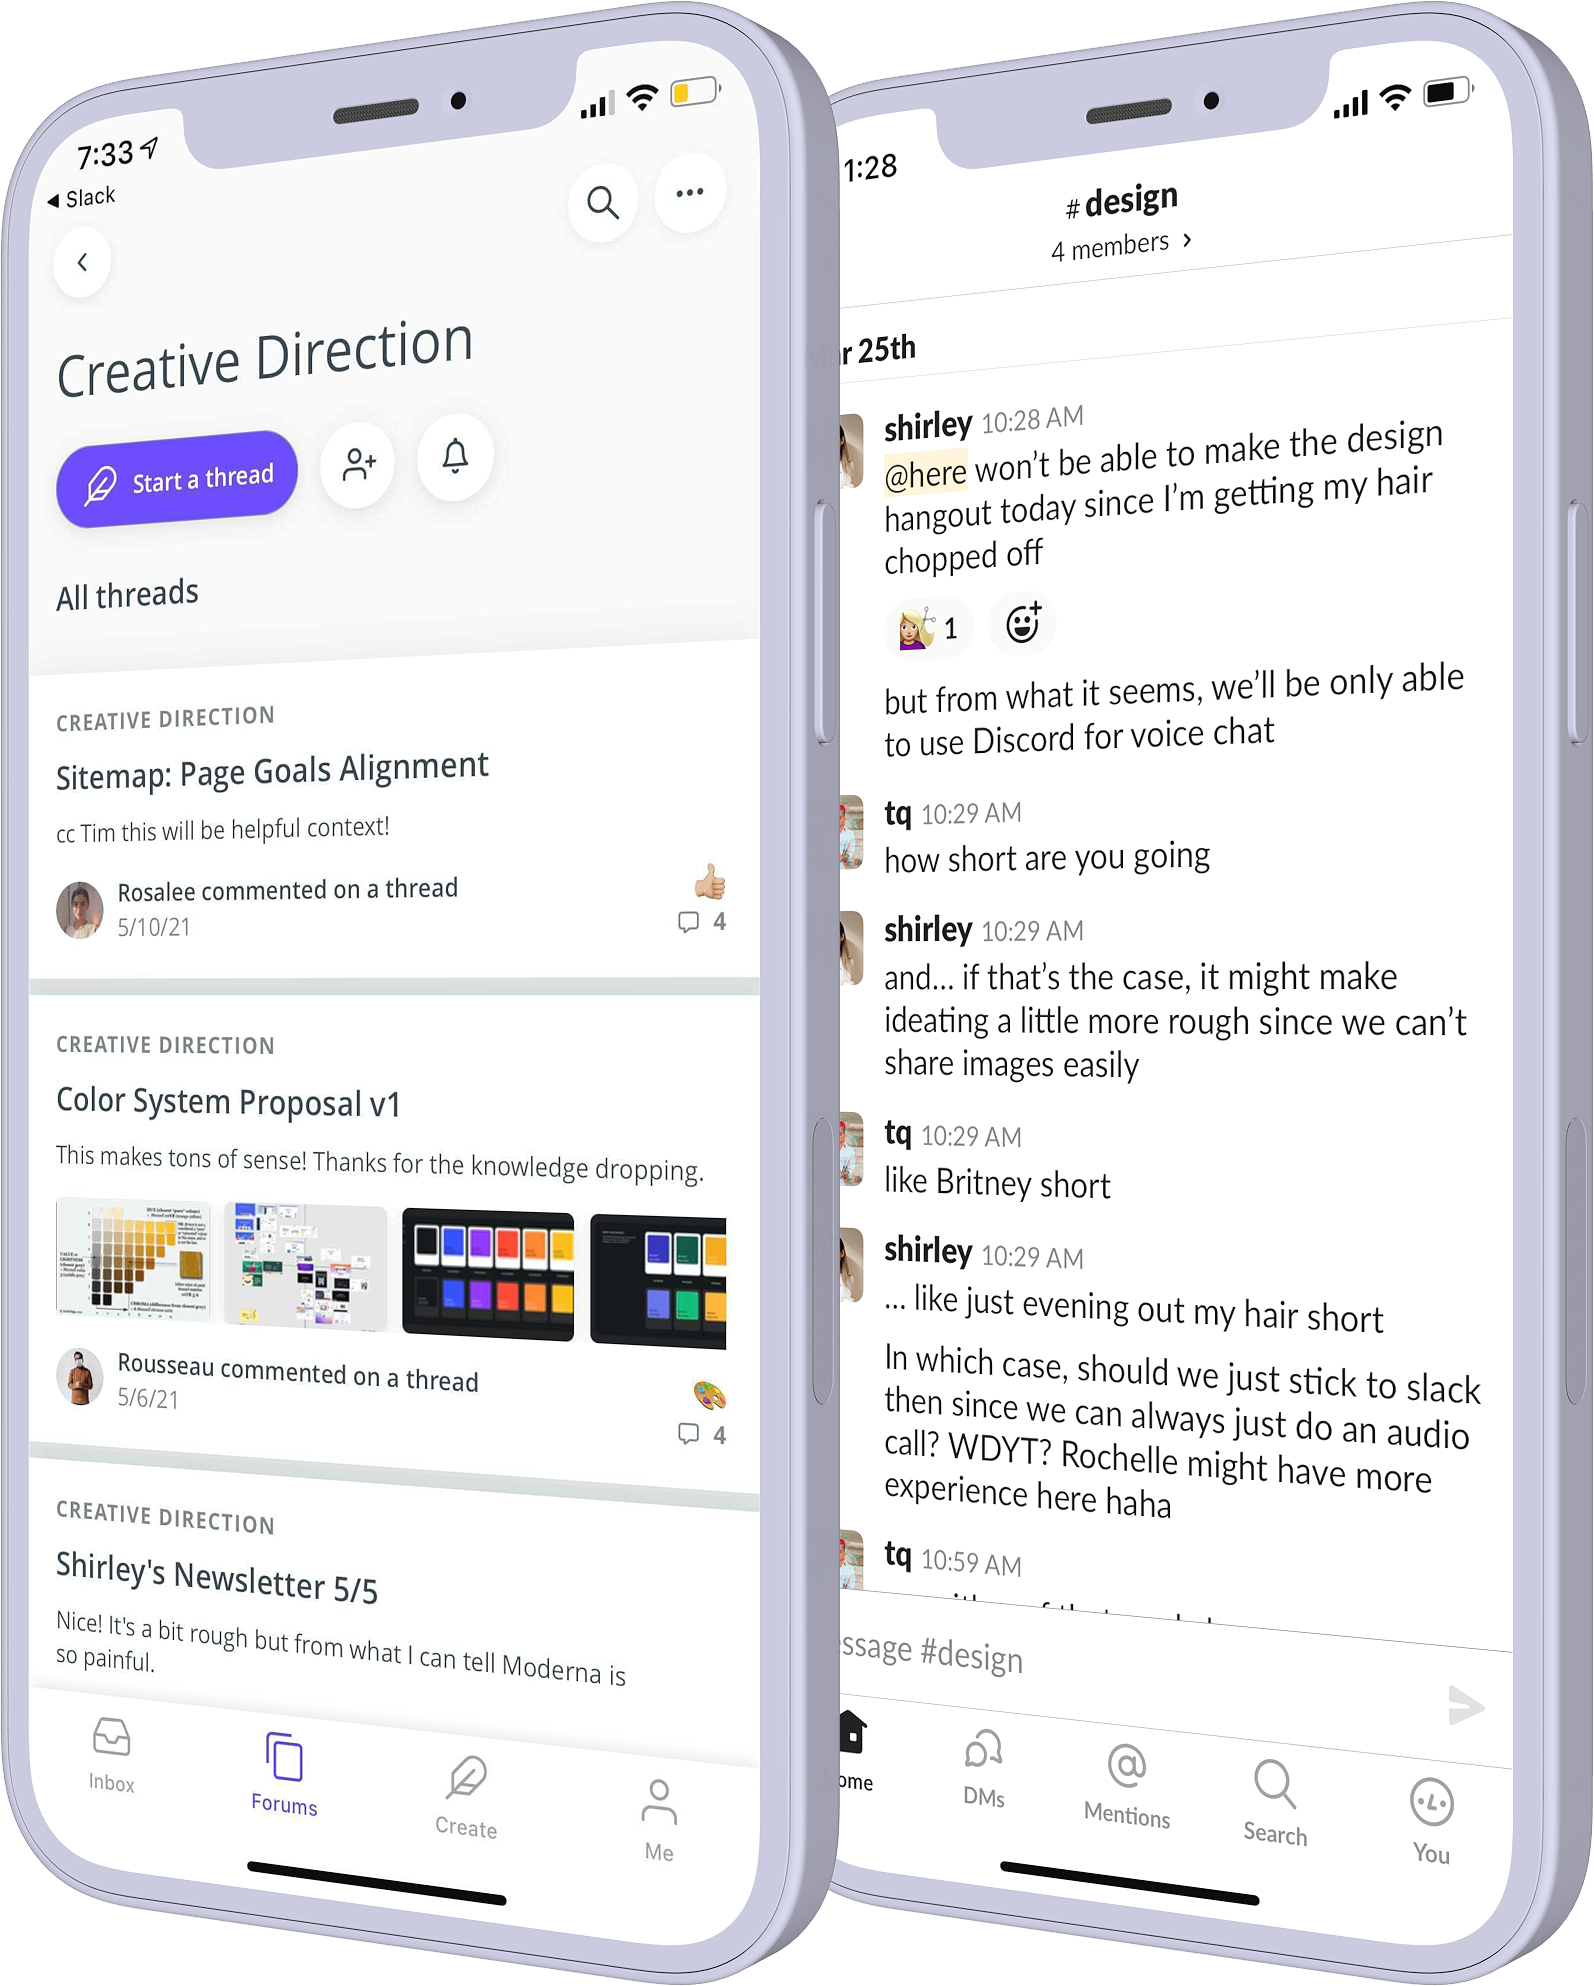 7:33
Slack
Creative Direction
Start a thread
All threads
CREATIVE DIRECTION
Sitemap: Page Goals Alignment
cc Tim this will be helpful context!
Rosalee commented on a thread
5/10/21
4
CREATIVE DIRECTION
Color System Proposal v1
This makes tons of sense! Thanks for the knowledge dropping.
Rousseau commented on a thread
5/6/21
4
CREATIVE DIRECTION
Shirley's Newsletter 5/5
Nice! It's a bit rough but from what I can tell Moderna is
so painful.
Inbox
Forums
Create
Me
1:28
#design
4 members
r 25th
shirley 10:28 AM
@here won’t be able to make the design
hangout today since I’m getting my hair
chopped off
1
but from what it seems, we’ll be only able
to use Discord for voice chat
tq 10:29 AM
how short are you going
shirley 10:29 AM
and... if that’s the case, it might make
ideating a little more rough since we can’t
share images easily
tq 10:29 AM
like Britney short
shirley 10:29 AM
... like just evening out my hair short
In which case, should we just stick to slack
then since we can always just do an audio
call? WDYT? Rochelle might have more
experience here haha
tq 10:59 AM
ssage #design
ome
DMs
Mentions
Search
You